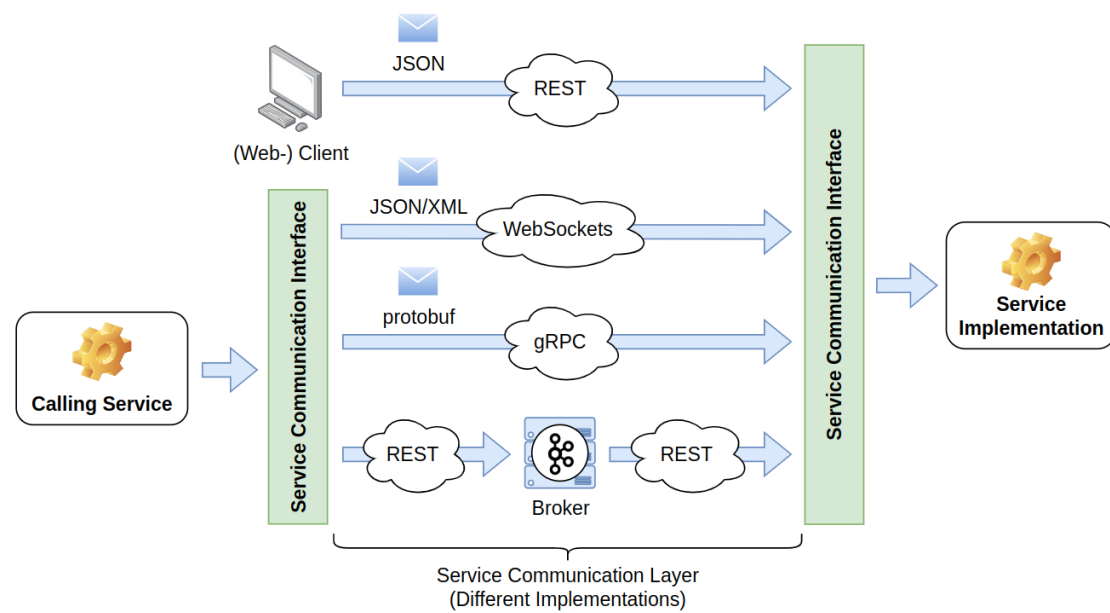 JSON
REST
(Web-) Client
JSON/XML
WebSockets
protobuf
gRPC
REST
Broker
REST
Calling Service
Service Communication Interface
Service Communication Interface
Service
Implementation
Service Communication Layer
(Different Implementations)